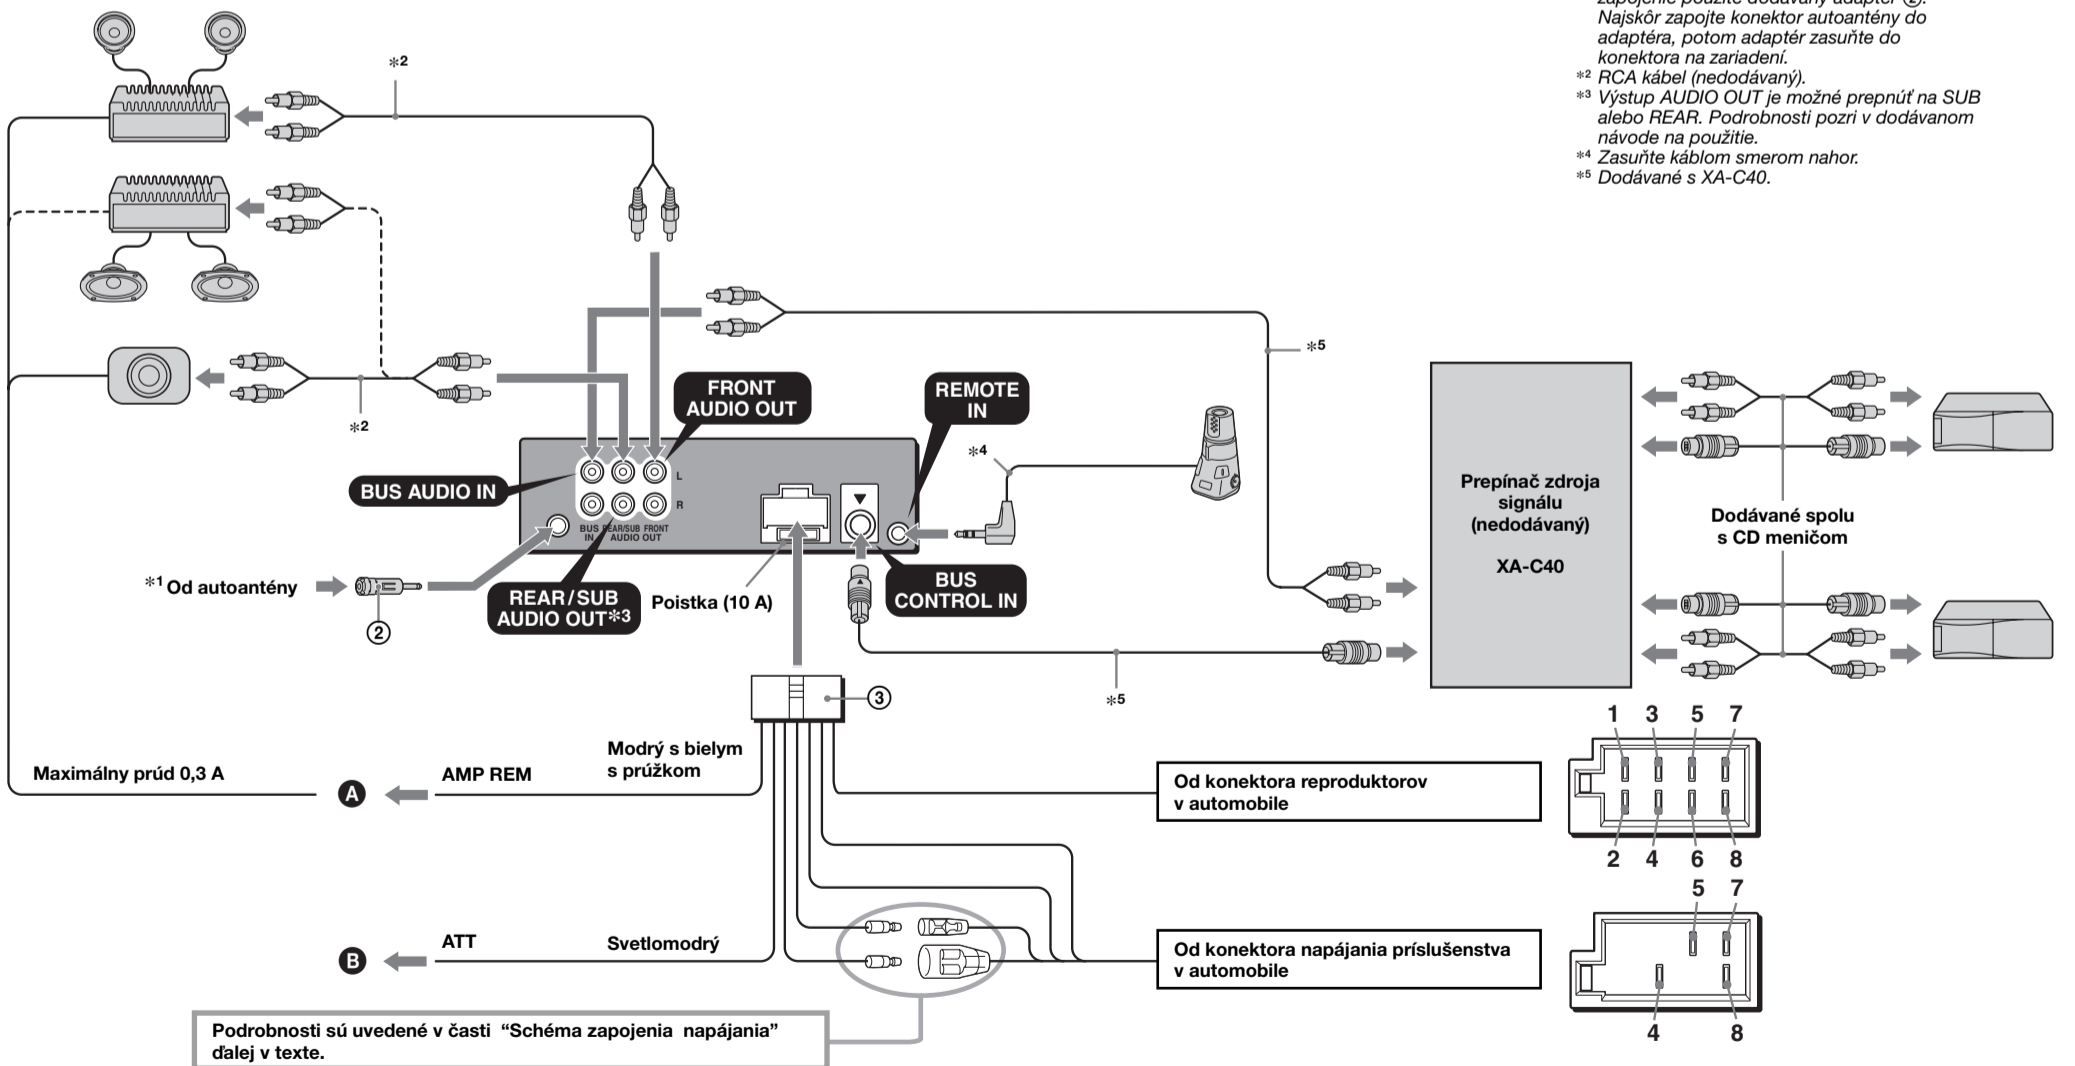 zapojenie použite dodávaný adaptér ②.
Najskôr zapojte konektor autoantény do
adaptéra, potom adaptér zasuňte do
konektora na zariadení.
*2 RCA kábel (nedodávaný).
*3 Výstup AUDIO OUT je možné prepnúť na SUB
alebo REAR. Podrobnosti pozri v dodávanom
návode na použitie.
*4 Zasuňte káblom smerom nahor.
*5 Dodávané s XA-C40.
*2
*5
*2
FRONT
AUDIO OUT
REMOTE
IN
*4
BUS AUDIO IN
L
R
BUS
IN
REAR/SUB
FRONT
AUDIO OUT
Prepínač zdroja
signálu
(nedodávaný)
XA-C40
Dodávané spolu
s CD meničom
*1 Od autoantény
②
REAR/SUB
AUDIO OUT*3
Poistka (10 A)
BUS
CONTROL IN
*5
③
Maximálny prúd 0,3 A
A
AMP REM
Modrý s bielym
s prúžkom
Od konektora reproduktorov
v automobile
1 3 5 7
2 4 6 8
B
ATT
Svetlomodrý
Od konektora napájania príslušenstva
v automobile
5 7
4 8
Podrobnosti sú uvedené v časti “Schéma zapojenia napájania”
ďalej v texte.